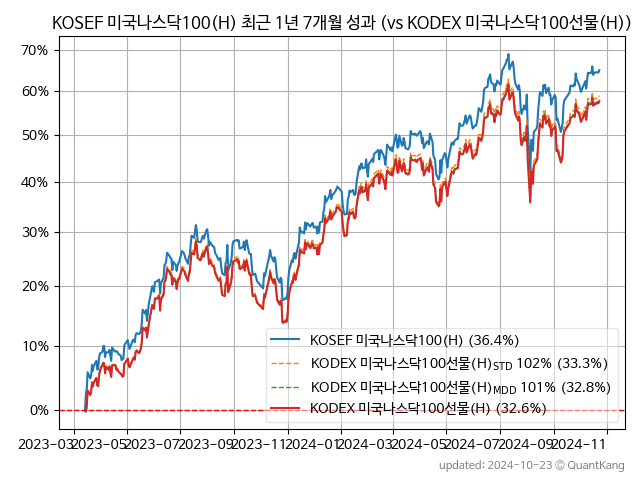 KOSEF 미국나스닥100(H) 최근 1년 7개월 성과 (vs KODEX 미국나스닥100선물(H))
70%
60%
50%
40%
30%
20%
10%
0%
KOSEF 미국나스닥100(H) (36.4%)
KODEX 미국나스닥100선물(H)STD 102% (33.3%)
KODEX 미국나스닥100선물(H)MDD 101% (32.8%)
KODEX 미국나스닥100선물(H) (32.6%)
2023-03 2023-05 2023-07 2023-09 2023-11 2024-01 2024-03 2024-05 2024-07 2024-09 2024-11
updated: 2024-10-23 © QuantKang